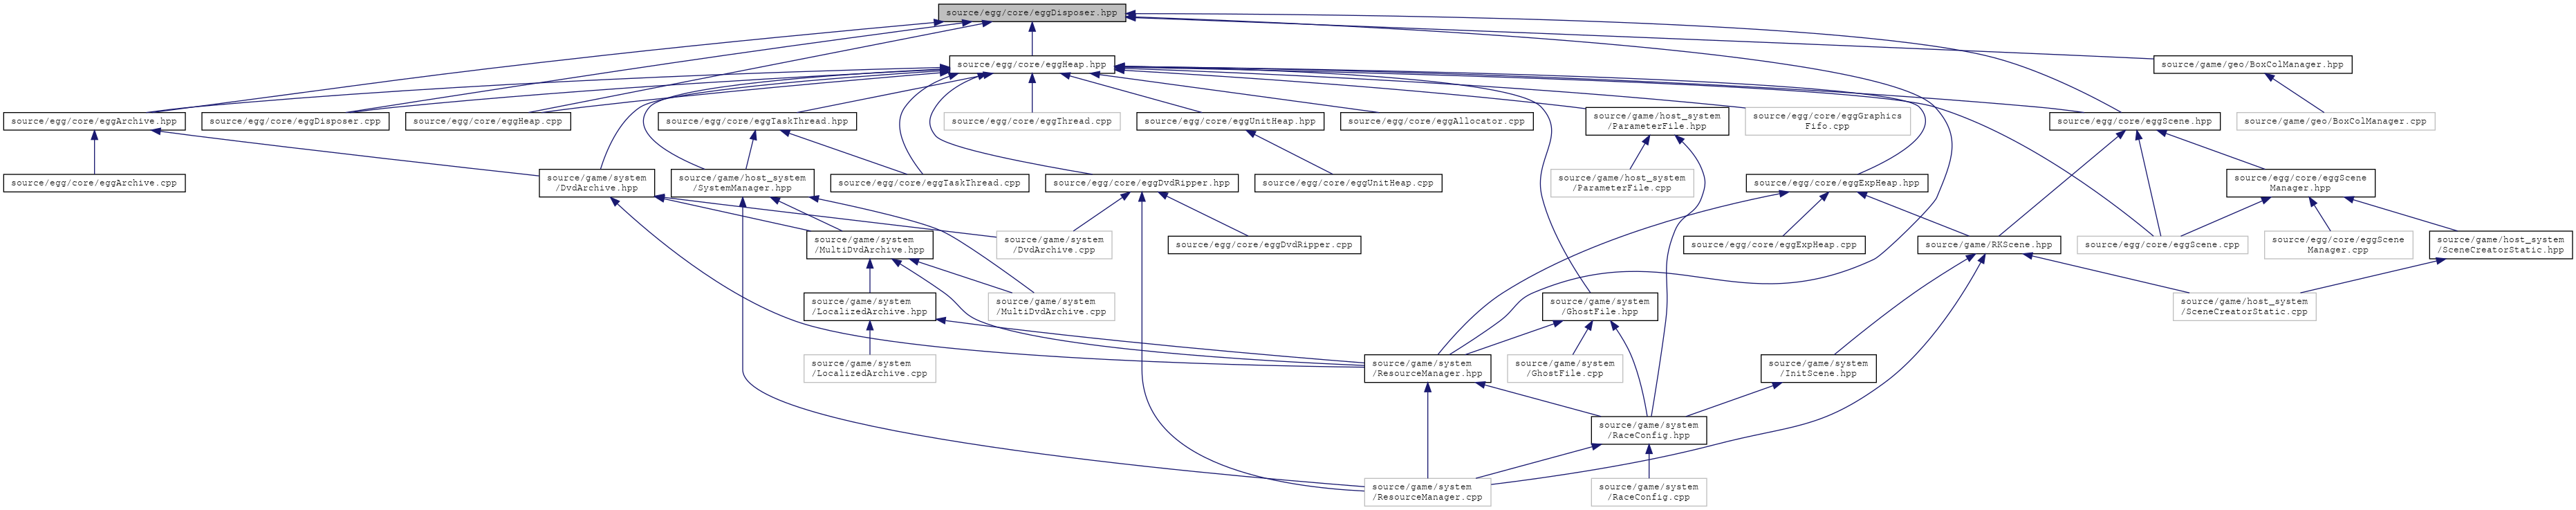 source/egg/core/eggDisposer.hpp
source/egg/core/eggHeap.hpp
source/game/geo/BoxColManager.hpp
source/egg/core/eggArchive.hpp
source/egg/core/eggDisposer.cpp
source/egg/core/eggHeap.cpp
source/egg/core/eggTaskThread.hpp
source/egg/core/eggThread.cpp
source/egg/core/eggUnitHeap.hpp
source/egg/core/eggAllocator.cpp
source/game/host_system
/ParameterFile.hpp
source/egg/core/eggGraphics
Fifo.cpp
source/egg/core/eggScene.hpp
source/game/geo/BoxColManager.cpp
source/egg/core/eggArchive.cpp
source/game/system
/DvdArchive.hpp
source/game/host_system
/SystemManager.hpp
source/egg/core/eggTaskThread.cpp
source/egg/core/eggDvdRipper.hpp
source/egg/core/eggUnitHeap.cpp
source/game/host_system
/ParameterFile.cpp
source/egg/core/eggExpHeap.hpp
source/egg/core/eggScene
Manager.hpp
source/game/system
/MultiDvdArchive.hpp
source/game/system
/DvdArchive.cpp
source/egg/core/eggDvdRipper.cpp
source/egg/core/eggExpHeap.cpp
source/game/RKScene.hpp
source/egg/core/eggScene.cpp
source/egg/core/eggScene
Manager.cpp
source/game/host_system
/SceneCreatorStatic.hpp
source/game/system
/LocalizedArchive.hpp
source/game/system
/MultiDvdArchive.cpp
source/game/system
/GhostFile.hpp
source/game/host_system
/SceneCreatorStatic.cpp
source/game/system
/LocalizedArchive.cpp
source/game/system
/ResourceManager.hpp
source/game/system
/GhostFile.cpp
source/game/system
/InitScene.hpp
source/game/system
/RaceConfig.hpp
source/game/system
/ResourceManager.cpp
source/game/system
/RaceConfig.cpp